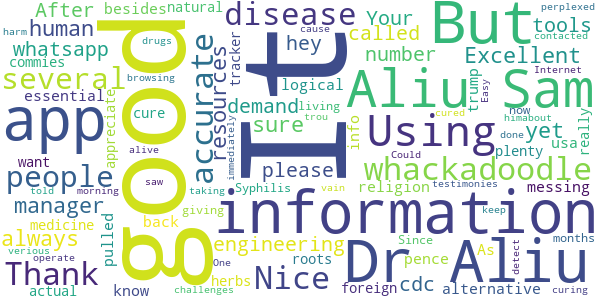 After besides natural
harm human
whatsapp
commies
several
essential
app
want
people
told morning
manager
medicine
always
verious operate
Thank
actual
good
appreciate
cure
drugs
browsing
alive
saw
taking
giving
pulled
back
know
One
challenges
accurate
resources
tracker
immediately
engineering
herbs
disease
hey
logical
demand
living
sure
trou
please
Syphilis
It
information
vain
testimonies
Since
As
Nice
roots
pence
cdc
foreign
months
alternative
Dr Aliu
keep
detect
curing
Your
called
number
info
cause
But
perplexed
contacted
tools
Excellent
trump
Easy
Internet
Aliu Sam
now
himabout
Using
cured
done
yet
really
Could
usa
plenty
whackadoodle
religion
messing